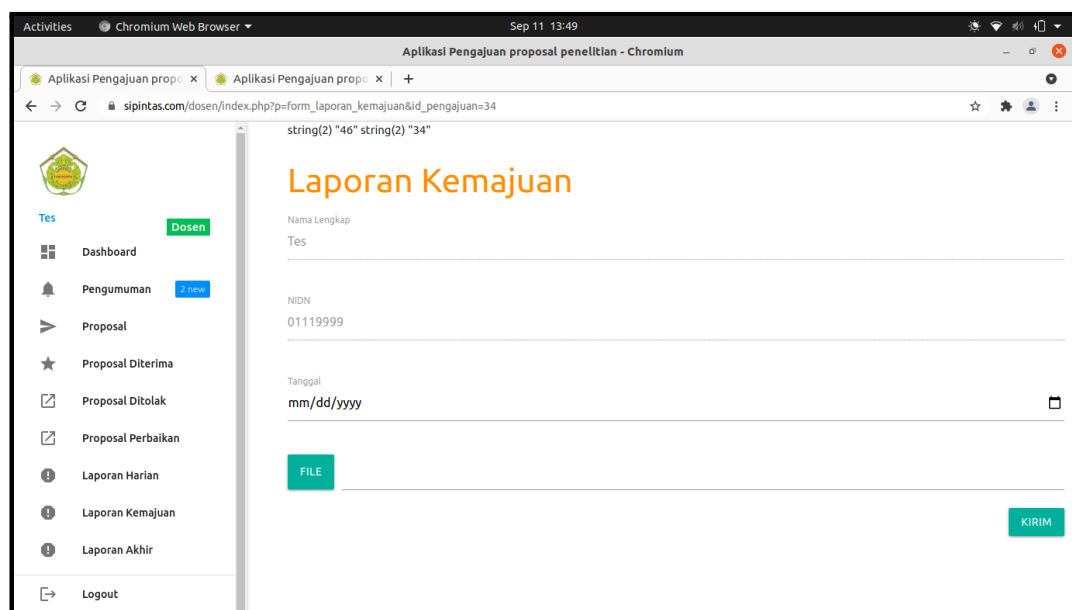 Activities Chromium Web Browser Sep 11 13:49
Aplikasi Pengajuan proposal penelitian - Chromium
Aplikasi Pengajuan propo Aplikasi Pengajuan propo
sipintas.com/dosen/index.php?p=form_laporan_kemajuan&id_pengajuan=34
string(2) "46" string(2) "34"
Laporan Kemajuan
Tes
Dosen
Dashboard
Pengumuman 2 new
Proposal
Proposal Diterima
Proposal Ditolak
Proposal Perbaikan
Laporan Harian
Laporan Kemajuan
Laporan Akhir
Logout
Nama Lengkap
Tes
NIDN
01119999
Tanggal
mm/dd/yyyy
FILE
KIRIM